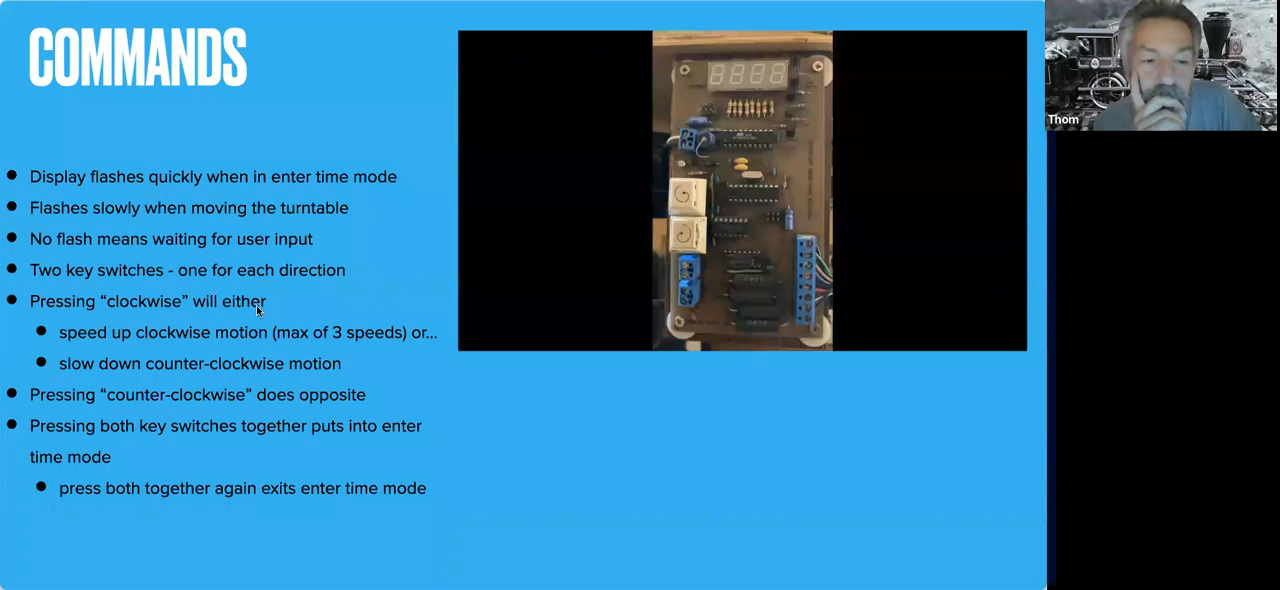 COMMANDS
Thom
Display flashes quickly when in enter time mode
Flashes slowly when moving the turntable
No flash means waiting for user input
Two key switches - one for each direction
Pressing “clockwise” will either
speed up clockwise motion (max of 3 speeds) or...
slow down counter-clockwise motion
Pressing “counter-clockwise” does opposite
Pressing both key switches together puts into enter
time mode
press both together again exits enter time mode